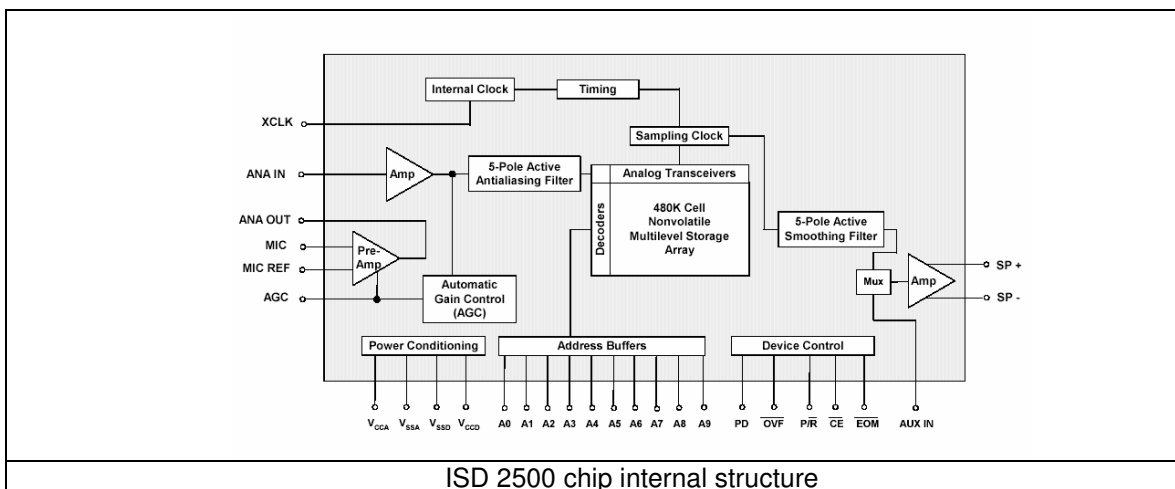 Internal Clock
Timing
XCLK
Sampling Clock
ANA IN
Amp
5-Pole Active
Antialiasing Filter
Analog Transceivers
Decoders
480K Cell
Nonvolatile
Multilevel Storage
Array
5-Pole Active
Smoothing Filter
ANA OUT
MIC
MIC REF
Pre-
Amp
AGC
Automatic
Gain Control
(AGC)
Mux
Amp
SP +
SP -
Power Conditioning
Address Buffers
Device Control
VCCA VSSA VSSD VCCD A0 A1 A2 A3 A4 A5 A6 A7 A8 A9 PD OVF P/R CE EOM AUX IN
ISD 2500 chip internal structure